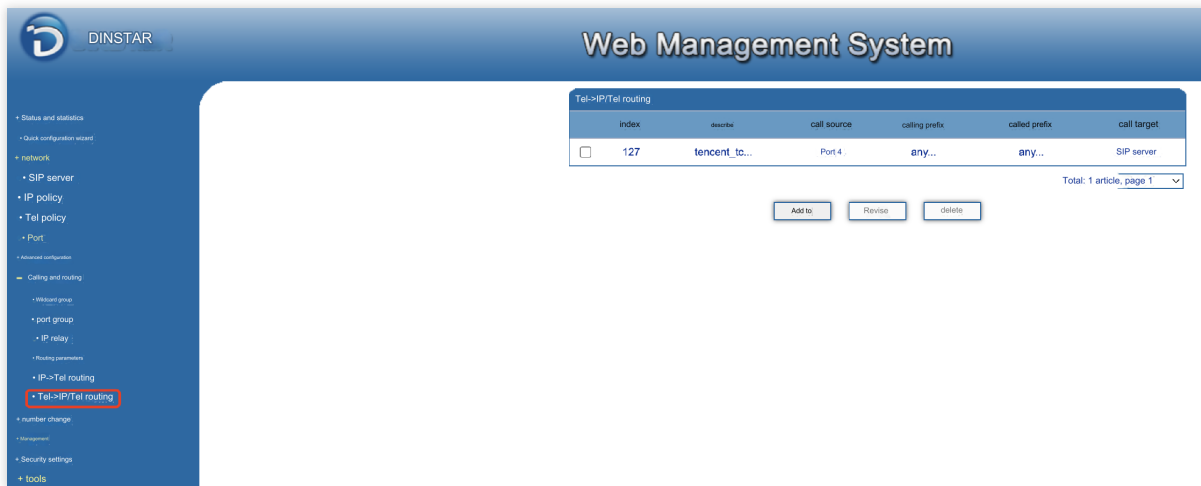 DINSTAR
Web Management System
+ Status and statistics
• Quick configuration wizard
+ network
• SIP server
• IP policy
• Tel policy
• Port
+ Advanced configuration
− Calling and routing
• Wildcard group
• port group
• IP relay
• Routing parameters
• IP->Tel routing
• Tel->IP/Tel routing
+ number change
+ Management
+ Security settings
+ tools
Tel->IP/Tel routing
index describe call source calling prefix called prefix call target
127 tencent_tc... Port 4 any... any... SIP server
Total: 1 article, page 1
Add to Revise delete